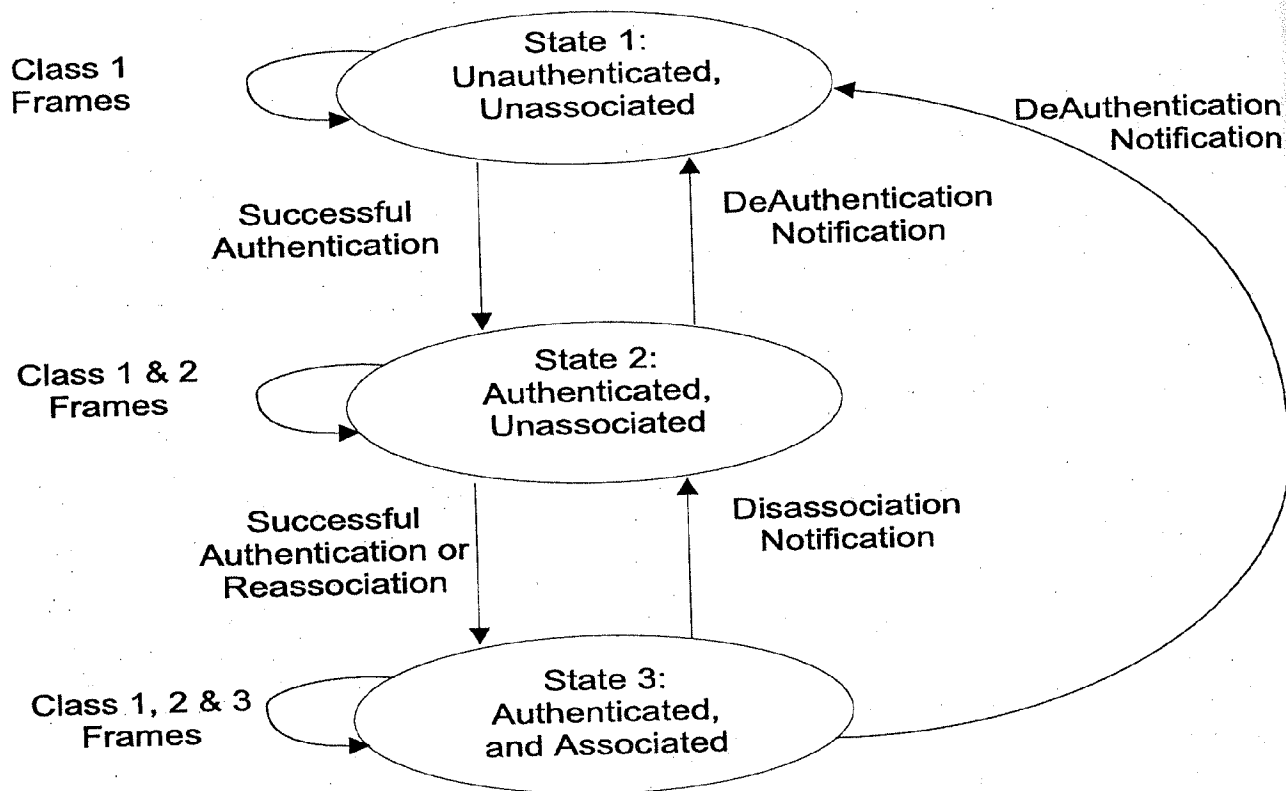 State 1:
Unauthenticated,
Unassociated
Class 1
Frames
DeAuthentication
Notification
Successful
Authentication
DeAuthentication
Notification
State 2:
Authenticated,
Unassociated
Class 1 & 2
Frames
Successful
Authentication or
Reassociation
Disassociation
Notification
State 3:
Authenticated,
and Associated
Class 1, 2 & 3
Frames